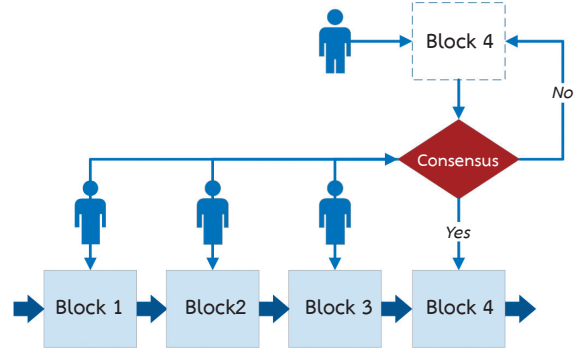 Block 4
No
Consensus
Yes
Block 1
Block2
Block 3
Block 4